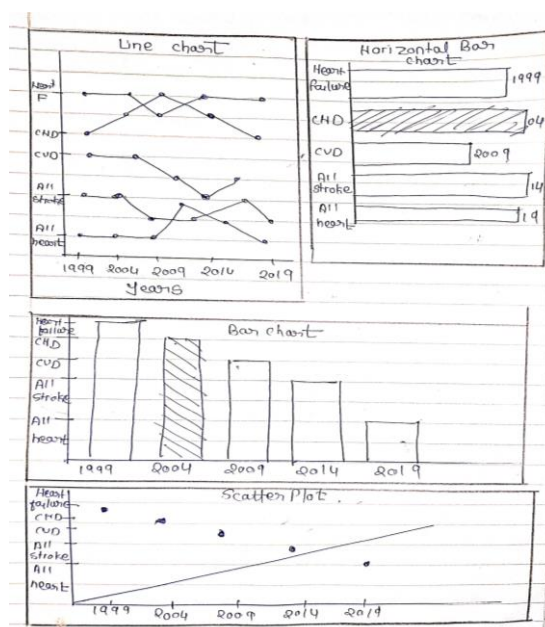 Line chart
Heart
F
CHD
CVD
All
stroke
All
heart
1999 2004 2009 2014 2019
Years
Horizontal Bar
chart
Heart
failure
1999
CHD
04
CVD
2009
All
stroke
14
All
heart
19
Bar chart
Heart
failure
CHD
CVD
All
Stroke
All
heart
1999 2004 2009 2014 2019
Scatter Plot.
Heart
failure
CHD
CVD
All
stroke
All
heart
1999 2004 2009 2014 2019